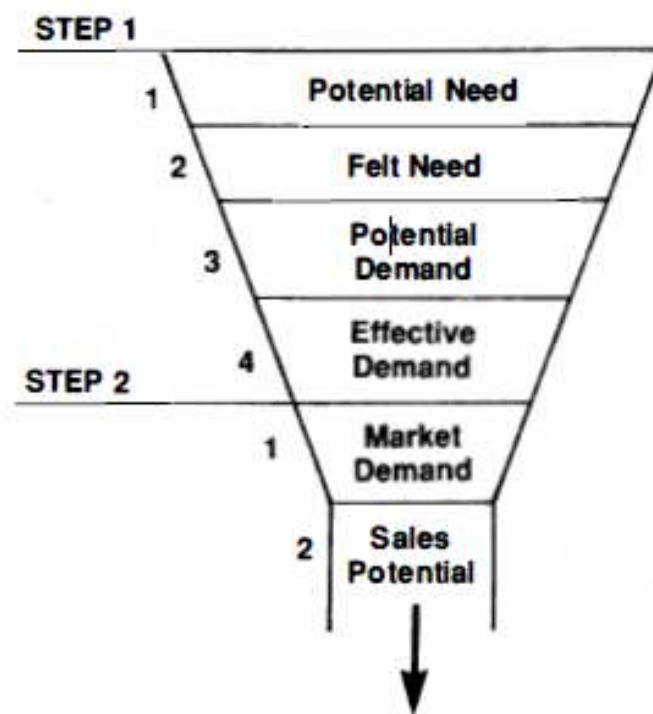 STEP 1
1
Potential Need
2
Felt Need
3
Potential
Demand
4
Effective
Demand
STEP 2
1
Market
Demand
2
Sales
Potential